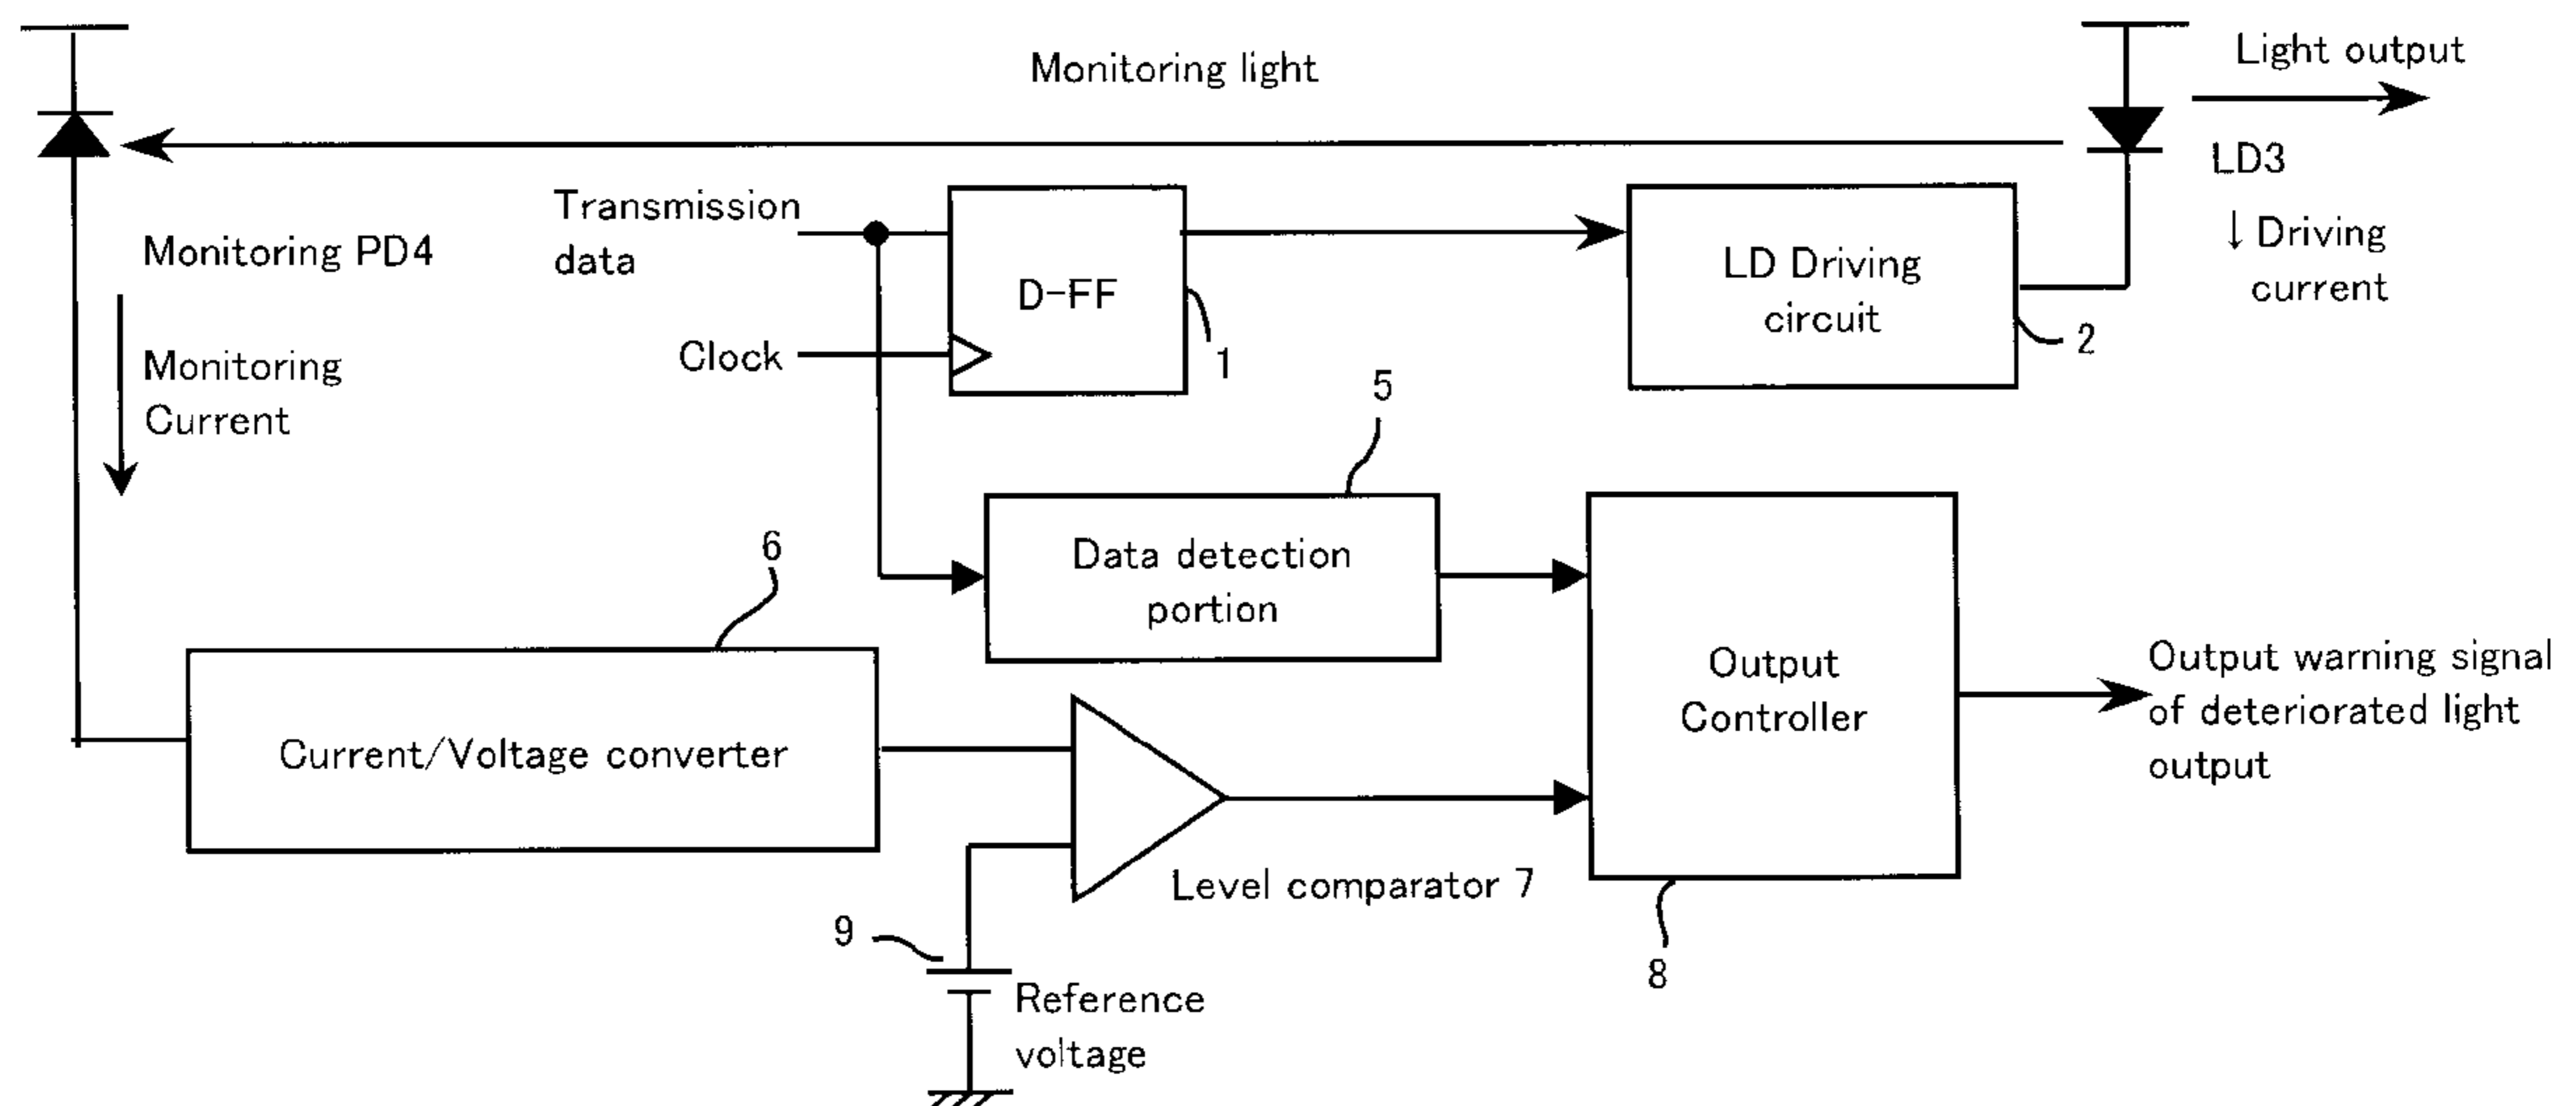 Monitoring light
Light output
LD3
↓ Driving
current
Transmission
data
Monitoring PD4
D-FF
LD Driving
circuit
1
2
Clock
Monitoring
Current
5
6
Data detection
portion
Output
Controller
Output warning signal
of deteriorated light
output
Current/Voltage converter
Level comparator 7
9
8
Reference
voltage